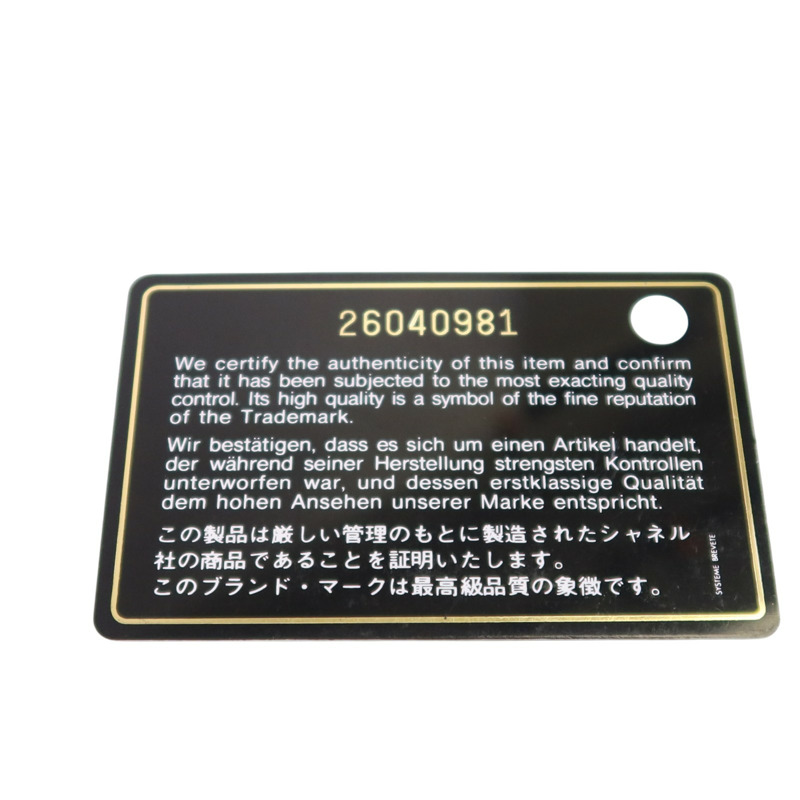 26040981
We certify the authenticity of this item and confirm
that it has been subjected to the most exacting quality
control. Its high quality is a symbol of the fine reputation
of the Trademark.
Wir bestätigen, dass es sich um einen Artikel handelt,
der während seiner Herstellung strengsten Kontrollen
unterworfen war, und dessen erstklassige Qualität
dem hohen Ansehen unserer Marke entspricht.
この製品は厳しい管理のもとに製造されたシャネル
社の商品であることを証明いたします。
このブランド・マークは最高級品質の象徴です。
SYSTEME BREVETE